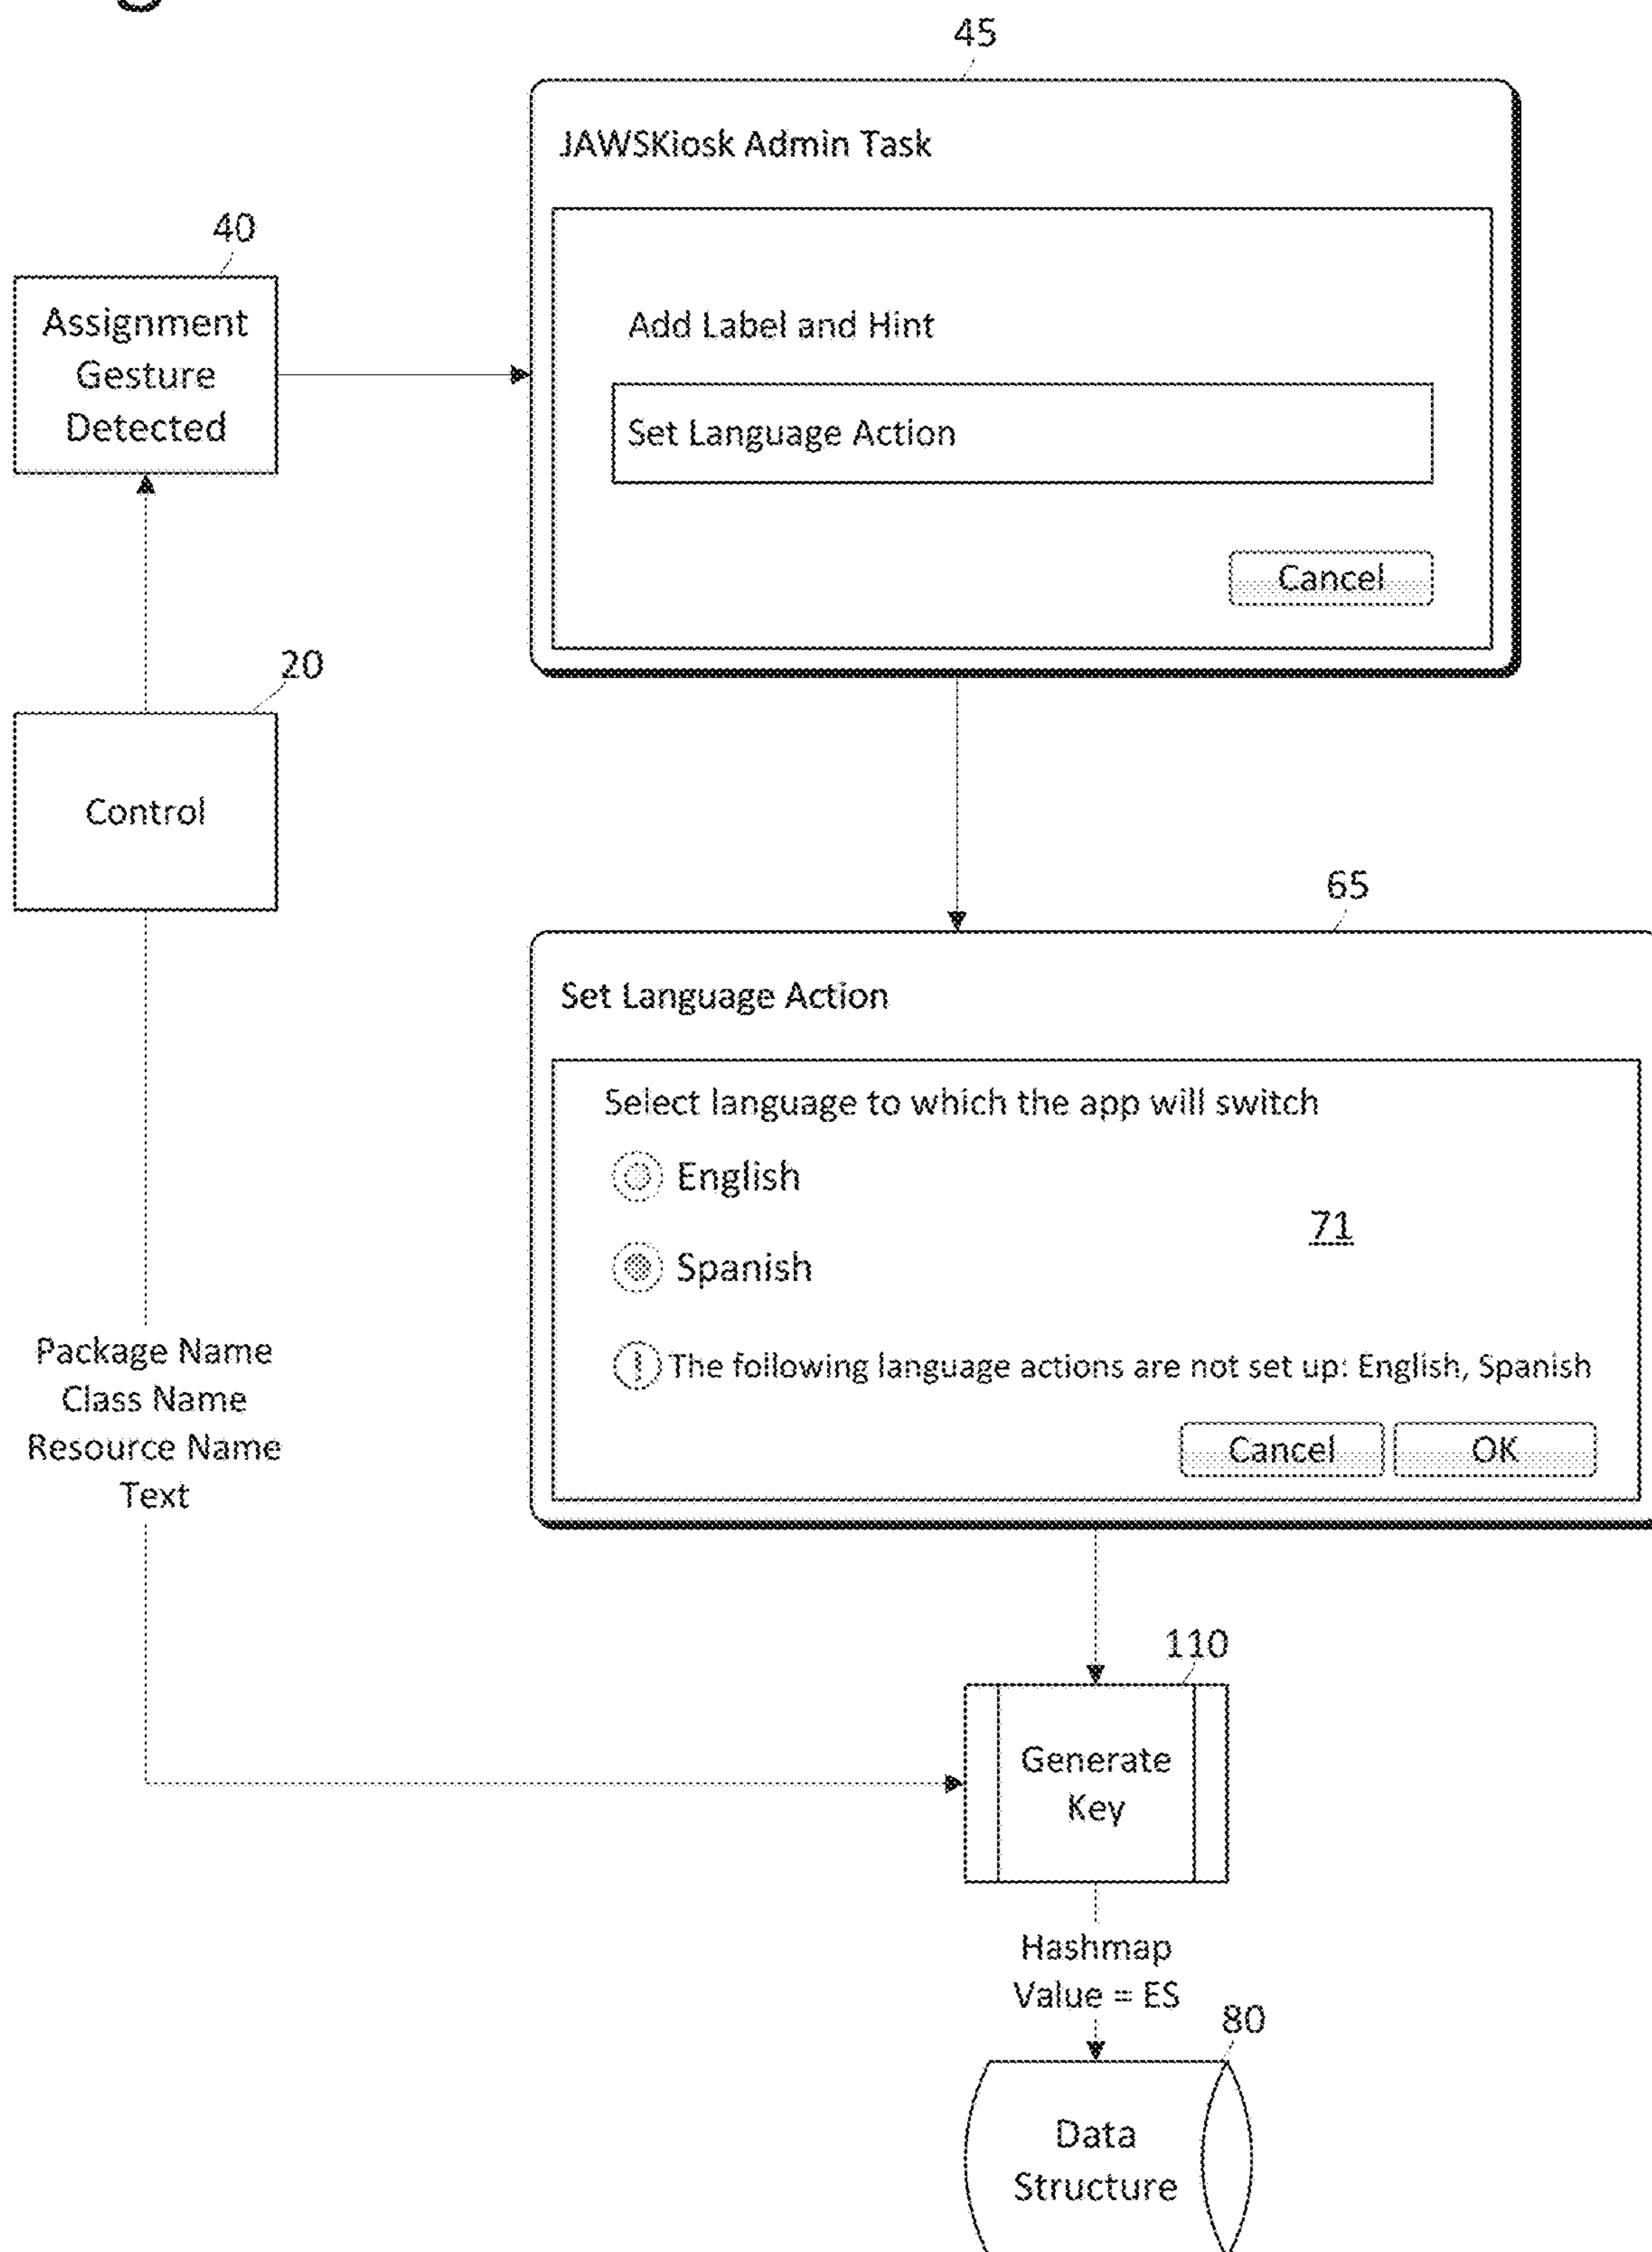 45
JAWSKiosk Admin Task
40
Assignment
Gesture
Detected
Add Label and Hint
Set Language Action
Cancel
20
Control
65
Set Language Action
Select language to which the app will switch
English
71
Spanish
! The following language actions are not set up: English, Spanish
Cancel OK
Package Name
Class Name
Resource Name
Text
110
Generate
Key
Hashmap
Value = ES
80
Data
Structure